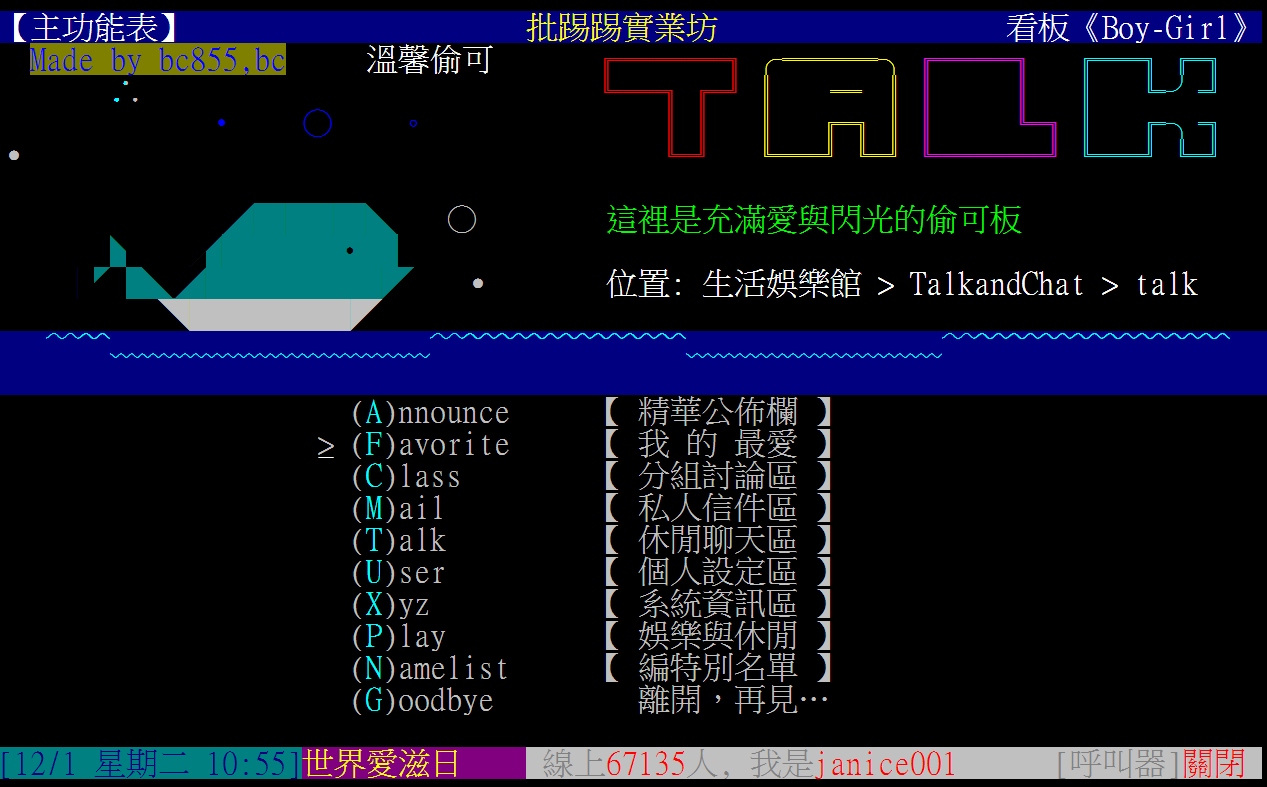 【主功能表】 批踢踢實業坊 看板《Boy-Girl》
Made by bc855,bc 溫馨偷可
TALK
這裡是充滿愛與閃光的偷可板
位置: 生活娛樂館 > TalkandChat > talk
(A)nnounce 【 精華公佈欄 】
> (F)avorite 【 我 的 最愛 】
(C)lass 【 分組討論區 】
(M)ail 【 私人信件區 】
(T)alk 【 休閒聊天區 】
(U)ser 【 個人設定區 】
(X)yz 【 系統資訊區 】
(P)lay 【 娛樂與休閒 】
(N)amelist 【 編特別名單 】
(G)oodbye 離開，再見…
[12/1 星期二 10:55] 世界愛滋日 線上67135人, 我是janice001 [呼叫器]關閉